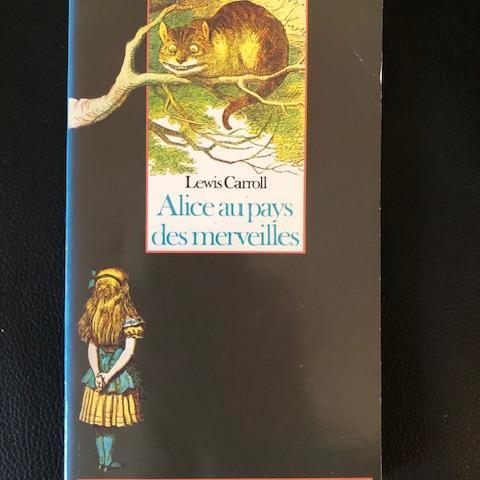 Lewis Carroll
Alice au pays
des merveilles